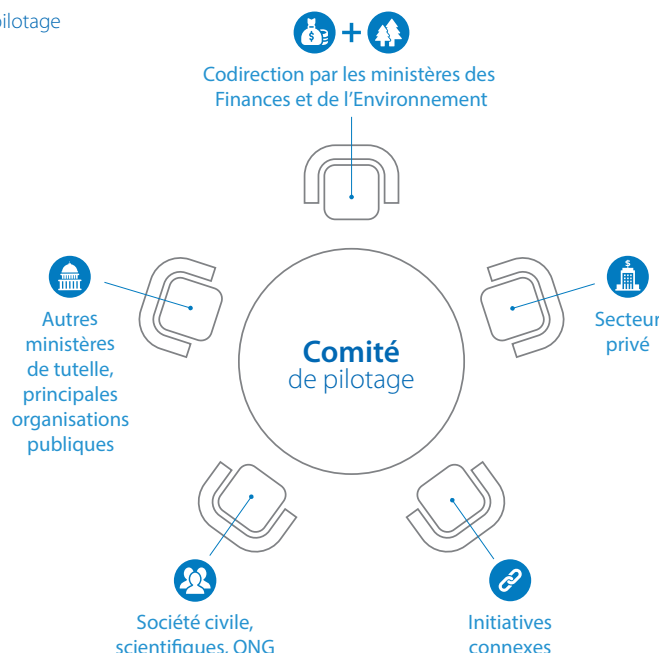 pilotage
Codirection par les ministères des
Finances et de l'Environnement
Autres
ministères
de tutelle,
principales
organisations
publiques
Secteur
privé
Comité
de pilotage
Société civile,
scientifiques, ONG
Initiatives
connexes